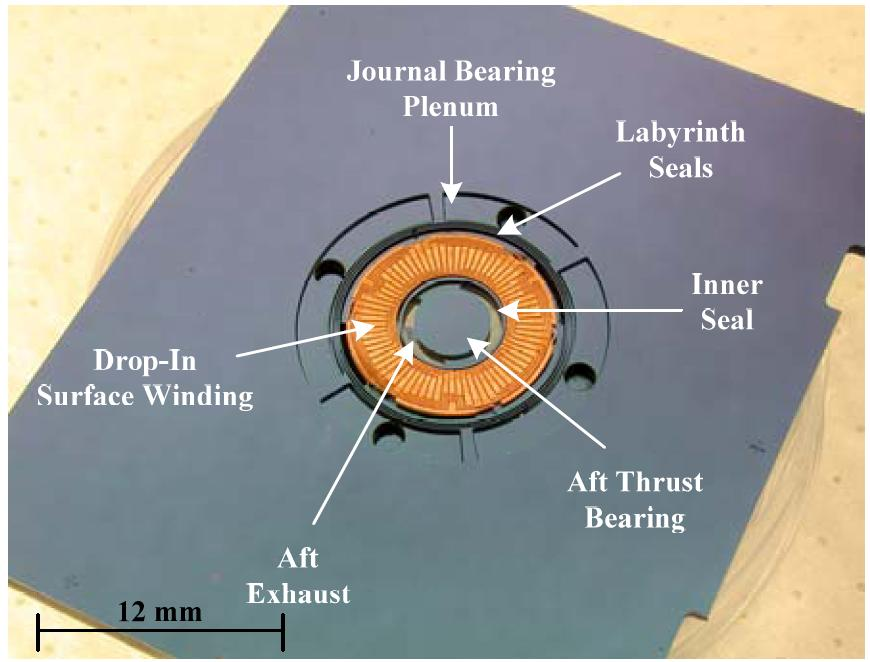 Journal Bearing
Plenum
Labyrinth
Seals
Inner
Seal
Drop-In
Surface Winding
Aft Thrust
Bearing
Aft
Exhaust
12 mm